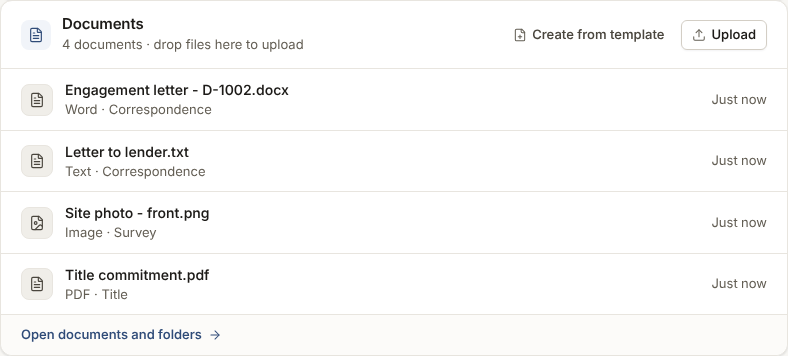 Documents
4 documents · drop files here to upload
Create from template
Upload
Engagement letter - D-1002.docx
Word · Correspondence
Just now
Letter to lender.txt
Text · Correspondence
Just now
Site photo - front.png
Image · Survey
Just now
Title commitment.pdf
PDF · Title
Just now
Open documents and folders →